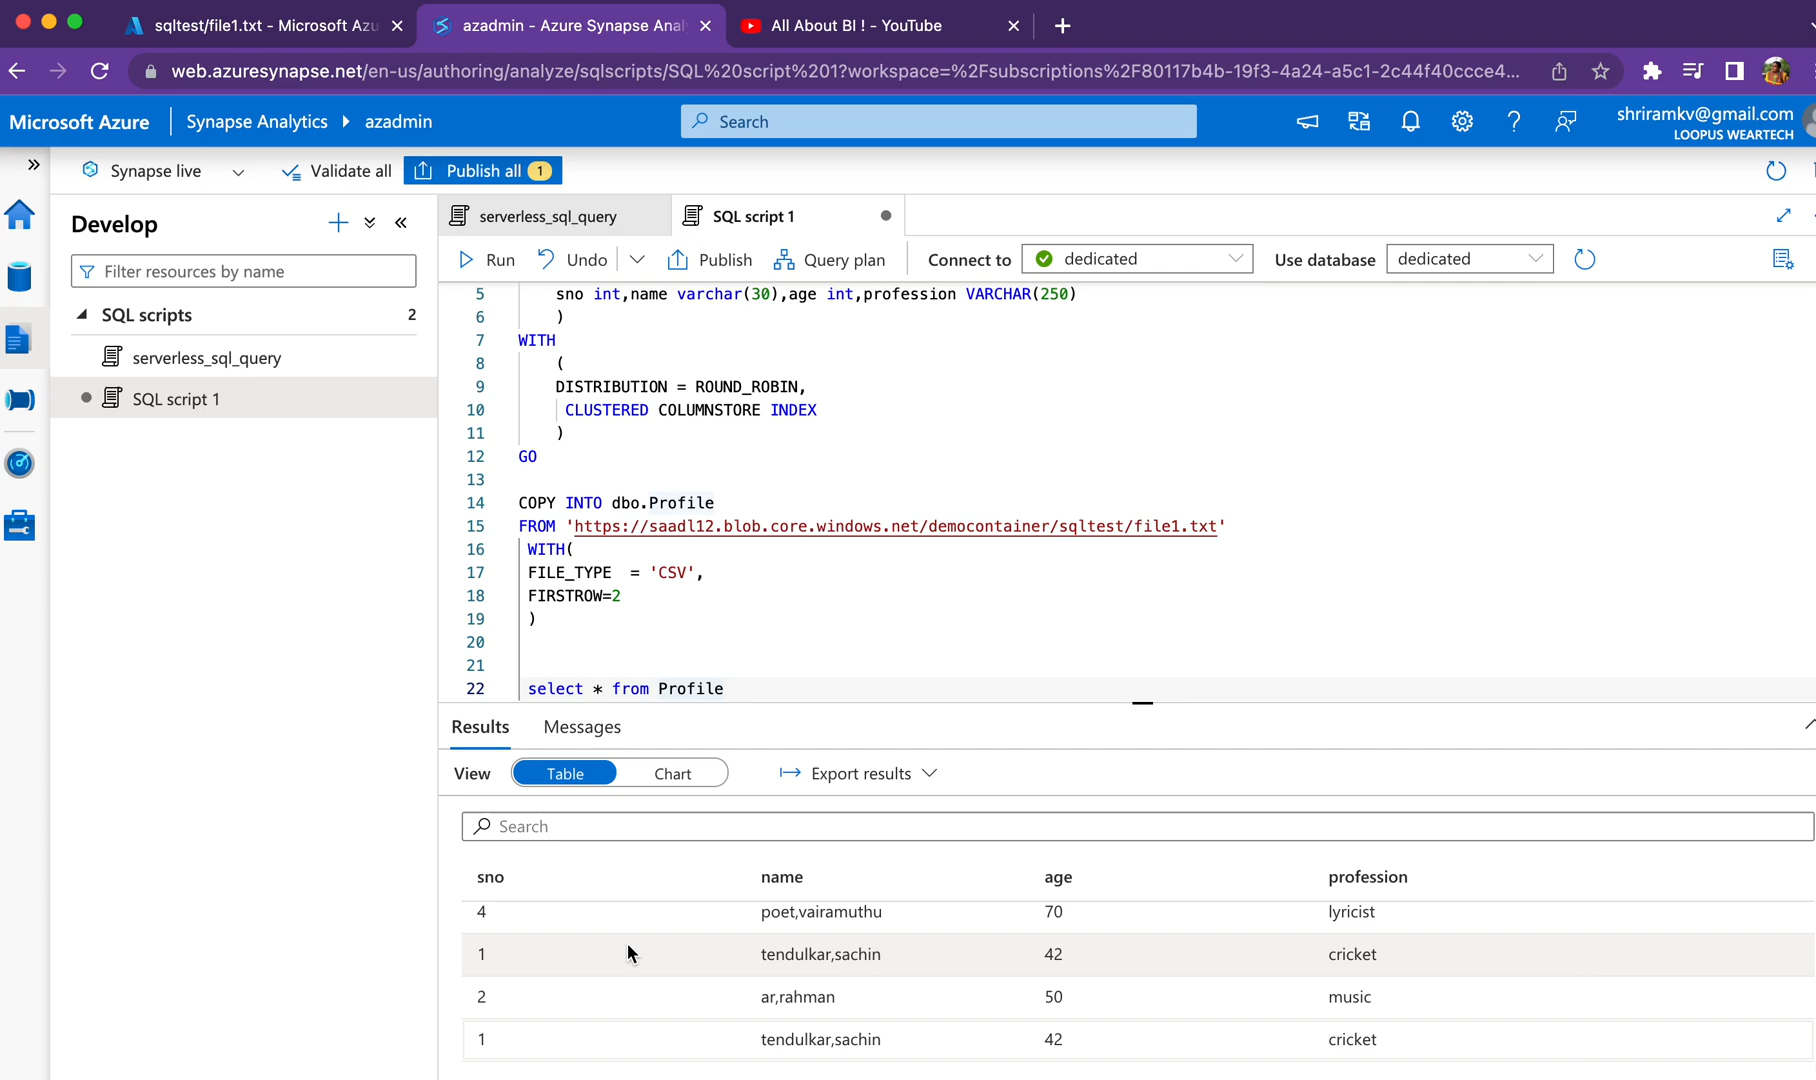 sqltest/file1.txt - Microsoft Azu
azadmin - Azure Synapse Anal
All About BI ! - YouTube
web.azuresynapse.net/en-us/authoring/analyze/sqlscripts/SQL%20script%201?workspace=%2Fsubscriptions%2F80117b4b-19f3-4a24-a5c1-2c44f40ccce4...
Microsoft Azure
Synapse Analytics
azadmin
Search
shriramkv@gmail.com
LOOPUS WEARTECH
Synapse live
Validate all
Publish all 1
Develop
Filter resources by name
SQL scripts 2
serverless_sql_query
SQL script 1
serverless_sql_query
SQL script 1
Run
Undo
Publish
Query plan
Connect to
dedicated
Use database
dedicated
5 sno int,name varchar(30),age int,profession VARCHAR(250)
6 )
7 WITH
8 (
9 DISTRIBUTION = ROUND_ROBIN,
10 CLUSTERED COLUMNSTORE INDEX
11 )
12 GO
13
14 COPY INTO dbo.Profile
15 FROM 'https://saadl12.blob.core.windows.net/democontainer/sqltest/file1.txt'
16 WITH(
17 FILE_TYPE = 'CSV',
18 FIRSTROW=2
19 )
20
21
22 select * from Profile
Results
Messages
View
Table
Chart
Export results
Search
sno name age profession
4 poet,vairamuthu 70 lyricist
1 tendulkar,sachin 42 cricket
2 ar,rahman 50 music
1 tendulkar,sachin 42 cricket